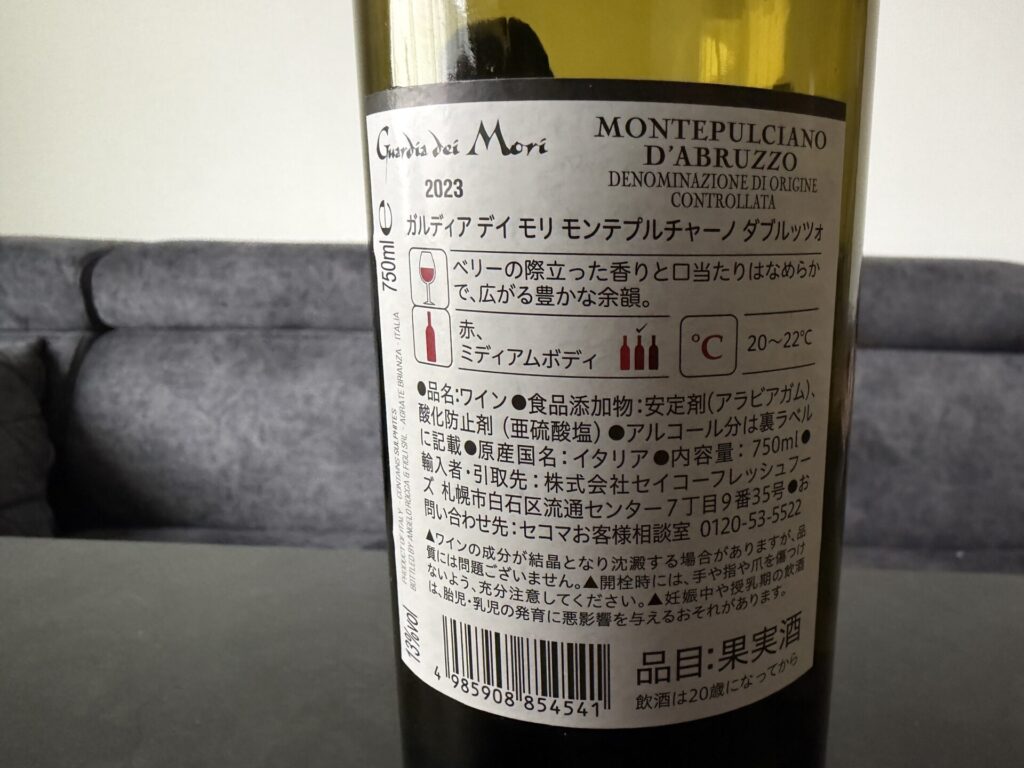 Guardia dei Mori
2023
MONTEPULCIANO
D'ABRUZZO
DENOMINAZIONE DI ORIGINE
CONTROLLATA
ガルディア デイ モリ モンテプルチャーノ ダブルッツォ
ベリーの際立った香りと口当たりはなめらか
で、広がる豊かな余韻。
赤、
ミディアムボディ
℃
20～22℃
●品名:ワイン ●食品添加物：安定剤(アラビアガム)、
酸化防止剤 (亜硫酸塩) ●アルコール分は裏ラベル
に記載 ●原産国名：イタリア ●内容量：750ml ●
輸入者・引取先：株式会社セイコーフレッシュフー
ズ 札幌市白石区流通センター7丁目9番35号 ●お
問い合わせ先：セコマお客様相談室 0120-53-5522
▲ワインの成分が結晶となり沈澱する場合がありますが、品
質には問題ございません。▲開栓時には、手や指や爪を傷つけ
ないよう、充分注意してください。▲妊娠中や授乳期の飲酒
は、胎児・乳児の発育に悪影響を与えるおそれがあります。
4 985908 854541
品目：果実酒
飲酒は20歳になってから
750ml e
PRODUCT OF ITALY - CONTAINS SULPHITES
BOTTLED BY ANGELO ROCCA & FIGLI SRL - AGRATE BRIANZA - ITALIA
13%vol